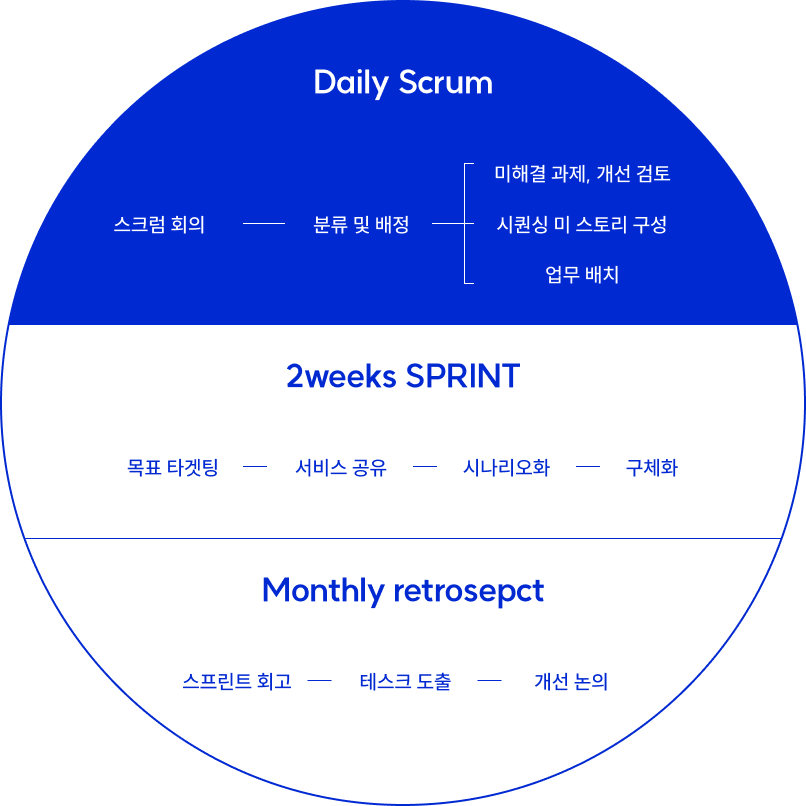 Daily Scrum
미해결 과제, 개선 검토
스크럼 회의
분류 및 배정
시퀀싱 미 스토리 구성
업무 배치
2weeks SPRINT
목표 타겟팅
서비스 공유
시나리오화
구체화
Monthly retrosepct
스프린트 회고
테스크 도출
개선 논의